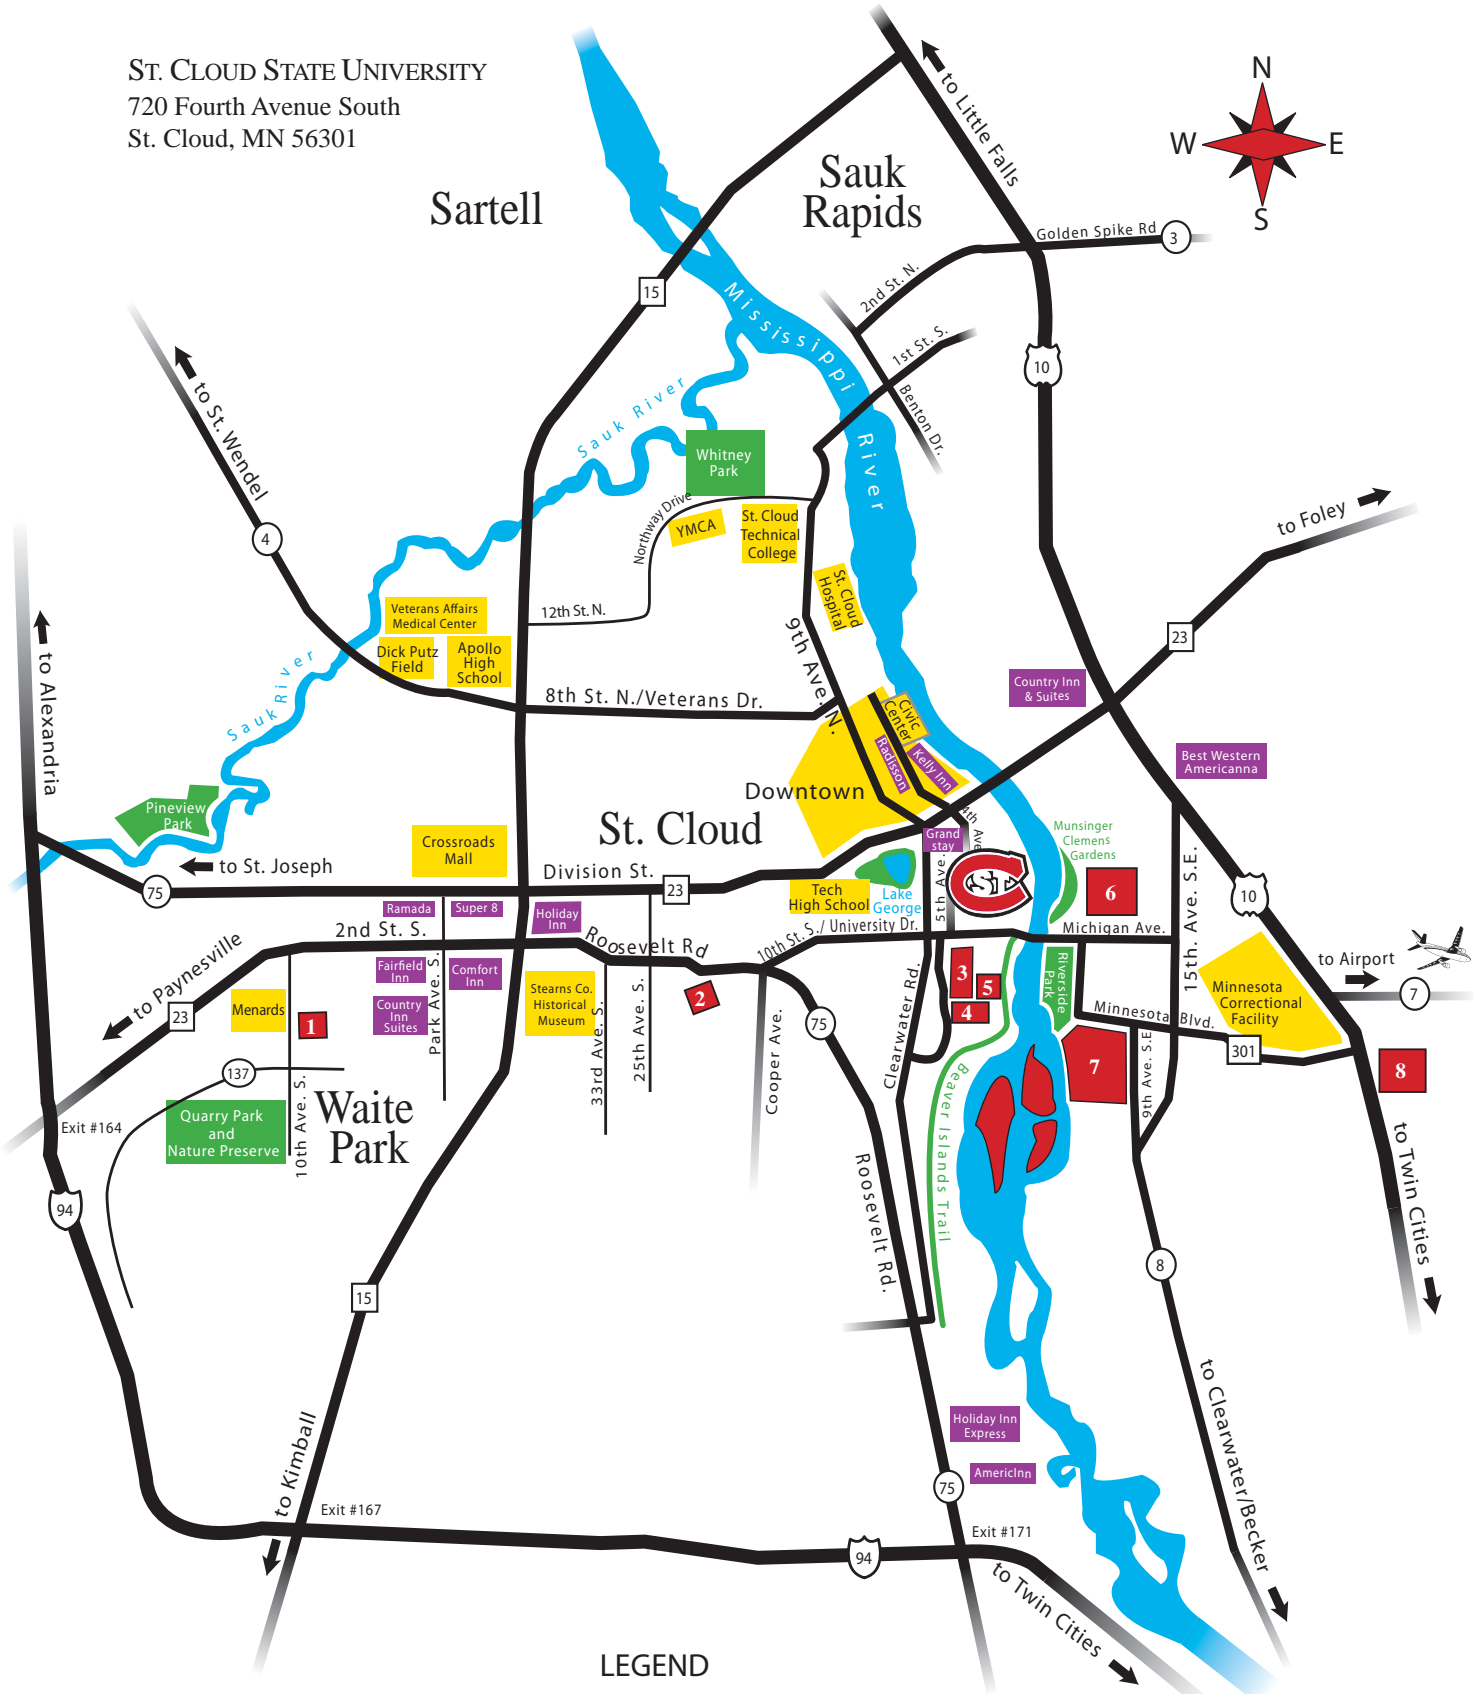 ST. CLOUD STATE UNIVERSITY
720 Fourth Avenue South
St. Cloud, MN 56301
N
W
E
S
to Little Falls
Sauk
Rapids
Sartell
Golden Spike Rd
3
2nd St. N.
15
Mississippi
River
1st St. S.
10
Benton Dr.
to St. Wendel
Sauk River
Whitney
Park
Northway Drive
YMCA
St. Cloud
Technical
College
to Foley
4
St. Cloud
Hospital
12th St. N.
Veterans Affairs
Medical Center
Dick Putz
Field
Apollo
High
School
9th Ave. N.
23
to Alexandria
Sauk River
8th St. N./Veterans Dr.
Country Inn
& Suites
Civic
Center
Radisson
Kelly Inn
Best Western
Americanna
Downtown
Pineview
Park
St. Cloud
4th Ave
Grand
stay
Munsinger
Clemens
Gardens
Crossroads
Mall
to St. Joseph
Division St.
23
75
Tech
High School
Lake
George
5th Ave.
6
15th. Ave. S.E.
10
Ramada
Super 8
Holiday
Inn
2nd St. S.
Roosevelt Rd
10th St. S./ University Dr.
Michigan Ave.
to Paynesville
Fairfield
Inn
Comfort
Inn
Park Ave. S.
Country
Inn
Suites
Stearns Co.
Historical
Museum
2
3
5
4
Riverside
Park
to Airport
7
Minnesota
Correctional
Facility
23
Menards
1
33rd Ave. S.
25th Ave. S.
Cooper Ave.
75
Clearwater Rd.
Minnesota Blvd.
301
137
7
9th Ave. S.E.
8
Beaver Islands Trail
Quarry Park
and
Nature Preserve
10th Ave. S.
Waite
Park
Exit #164
94
to Twin Cities
Roosevelt Rd.
8
15
to Kimball
to Clearwater/Becker
Holiday Inn
Express
AmericInn
75
Exit #167
Exit #171
94
to Twin Cities
LEGEND